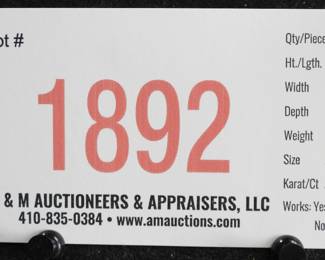 ot #
1892
& M AUCTIONEERS & APPRAISERS, LLC
410-835-0384 • www.amauctions.com
Qty/Piece
Ht./Lgth.
Width
Depth
Weight
Size
Karat/Ct
Works: Yes
No